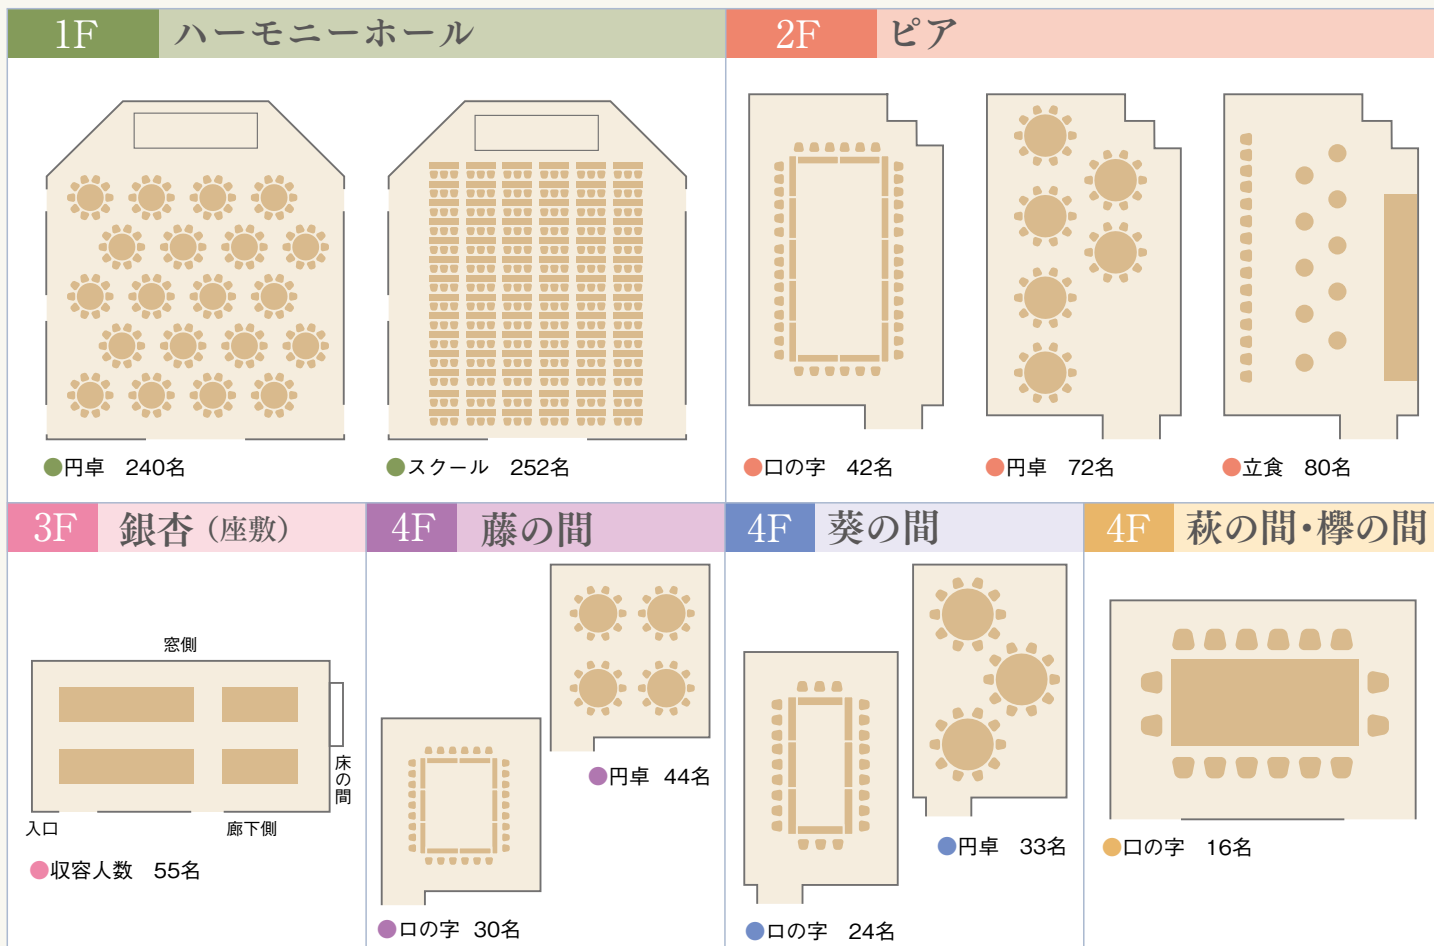 1F ハーモニーホール
●円卓 240名
●スクール 252名
2F ピア
●口の字 42名
●円卓 72名
●立食 80名
3F 銀杏（座敷）
窓側
床の間
入口
廊下側
●収容人数 55名
4F 藤の間
●円卓 44名
●口の字 30名
4F 葵の間
●円卓 33名
●口の字 24名
4F 萩の間・欅の間
●口の字 16名